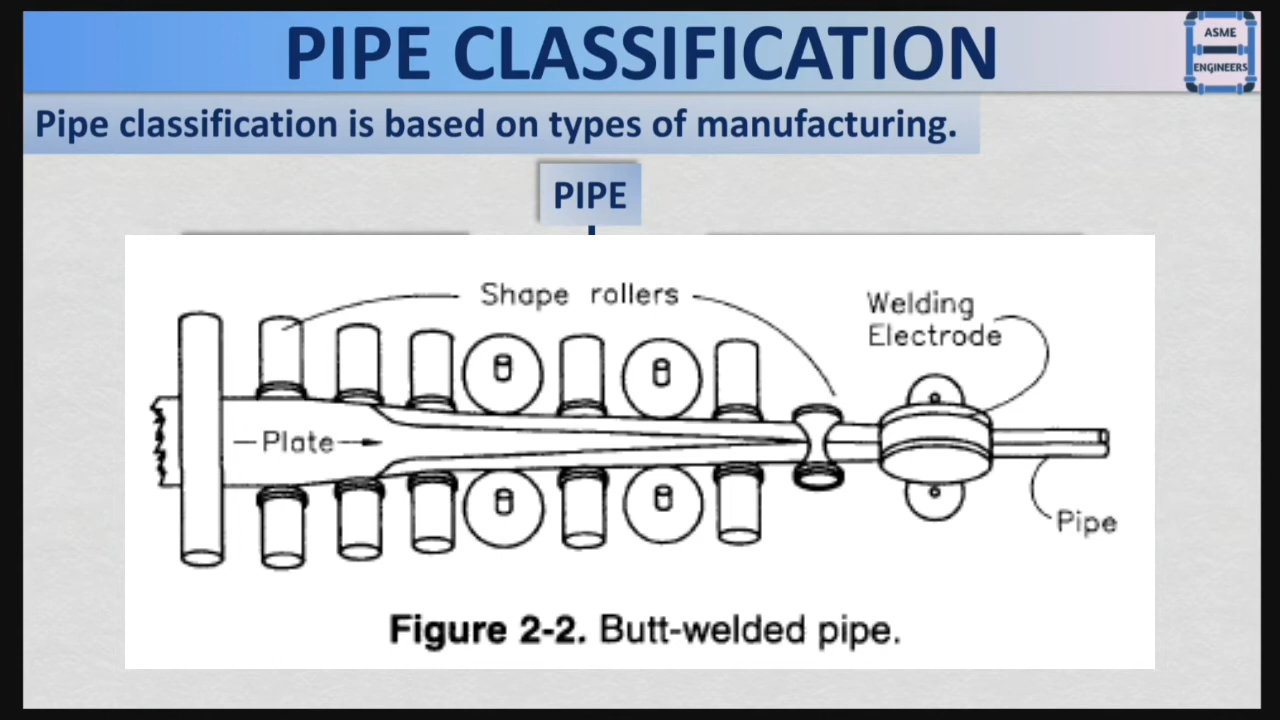 PIPE CLASSIFICATION
ASME
ENGINEERS
Pipe classification is based on types of manufacturing.
PIPE
Shape rollers
Welding
Electrode
Plate
Pipe
Figure 2-2. Butt-welded pipe.